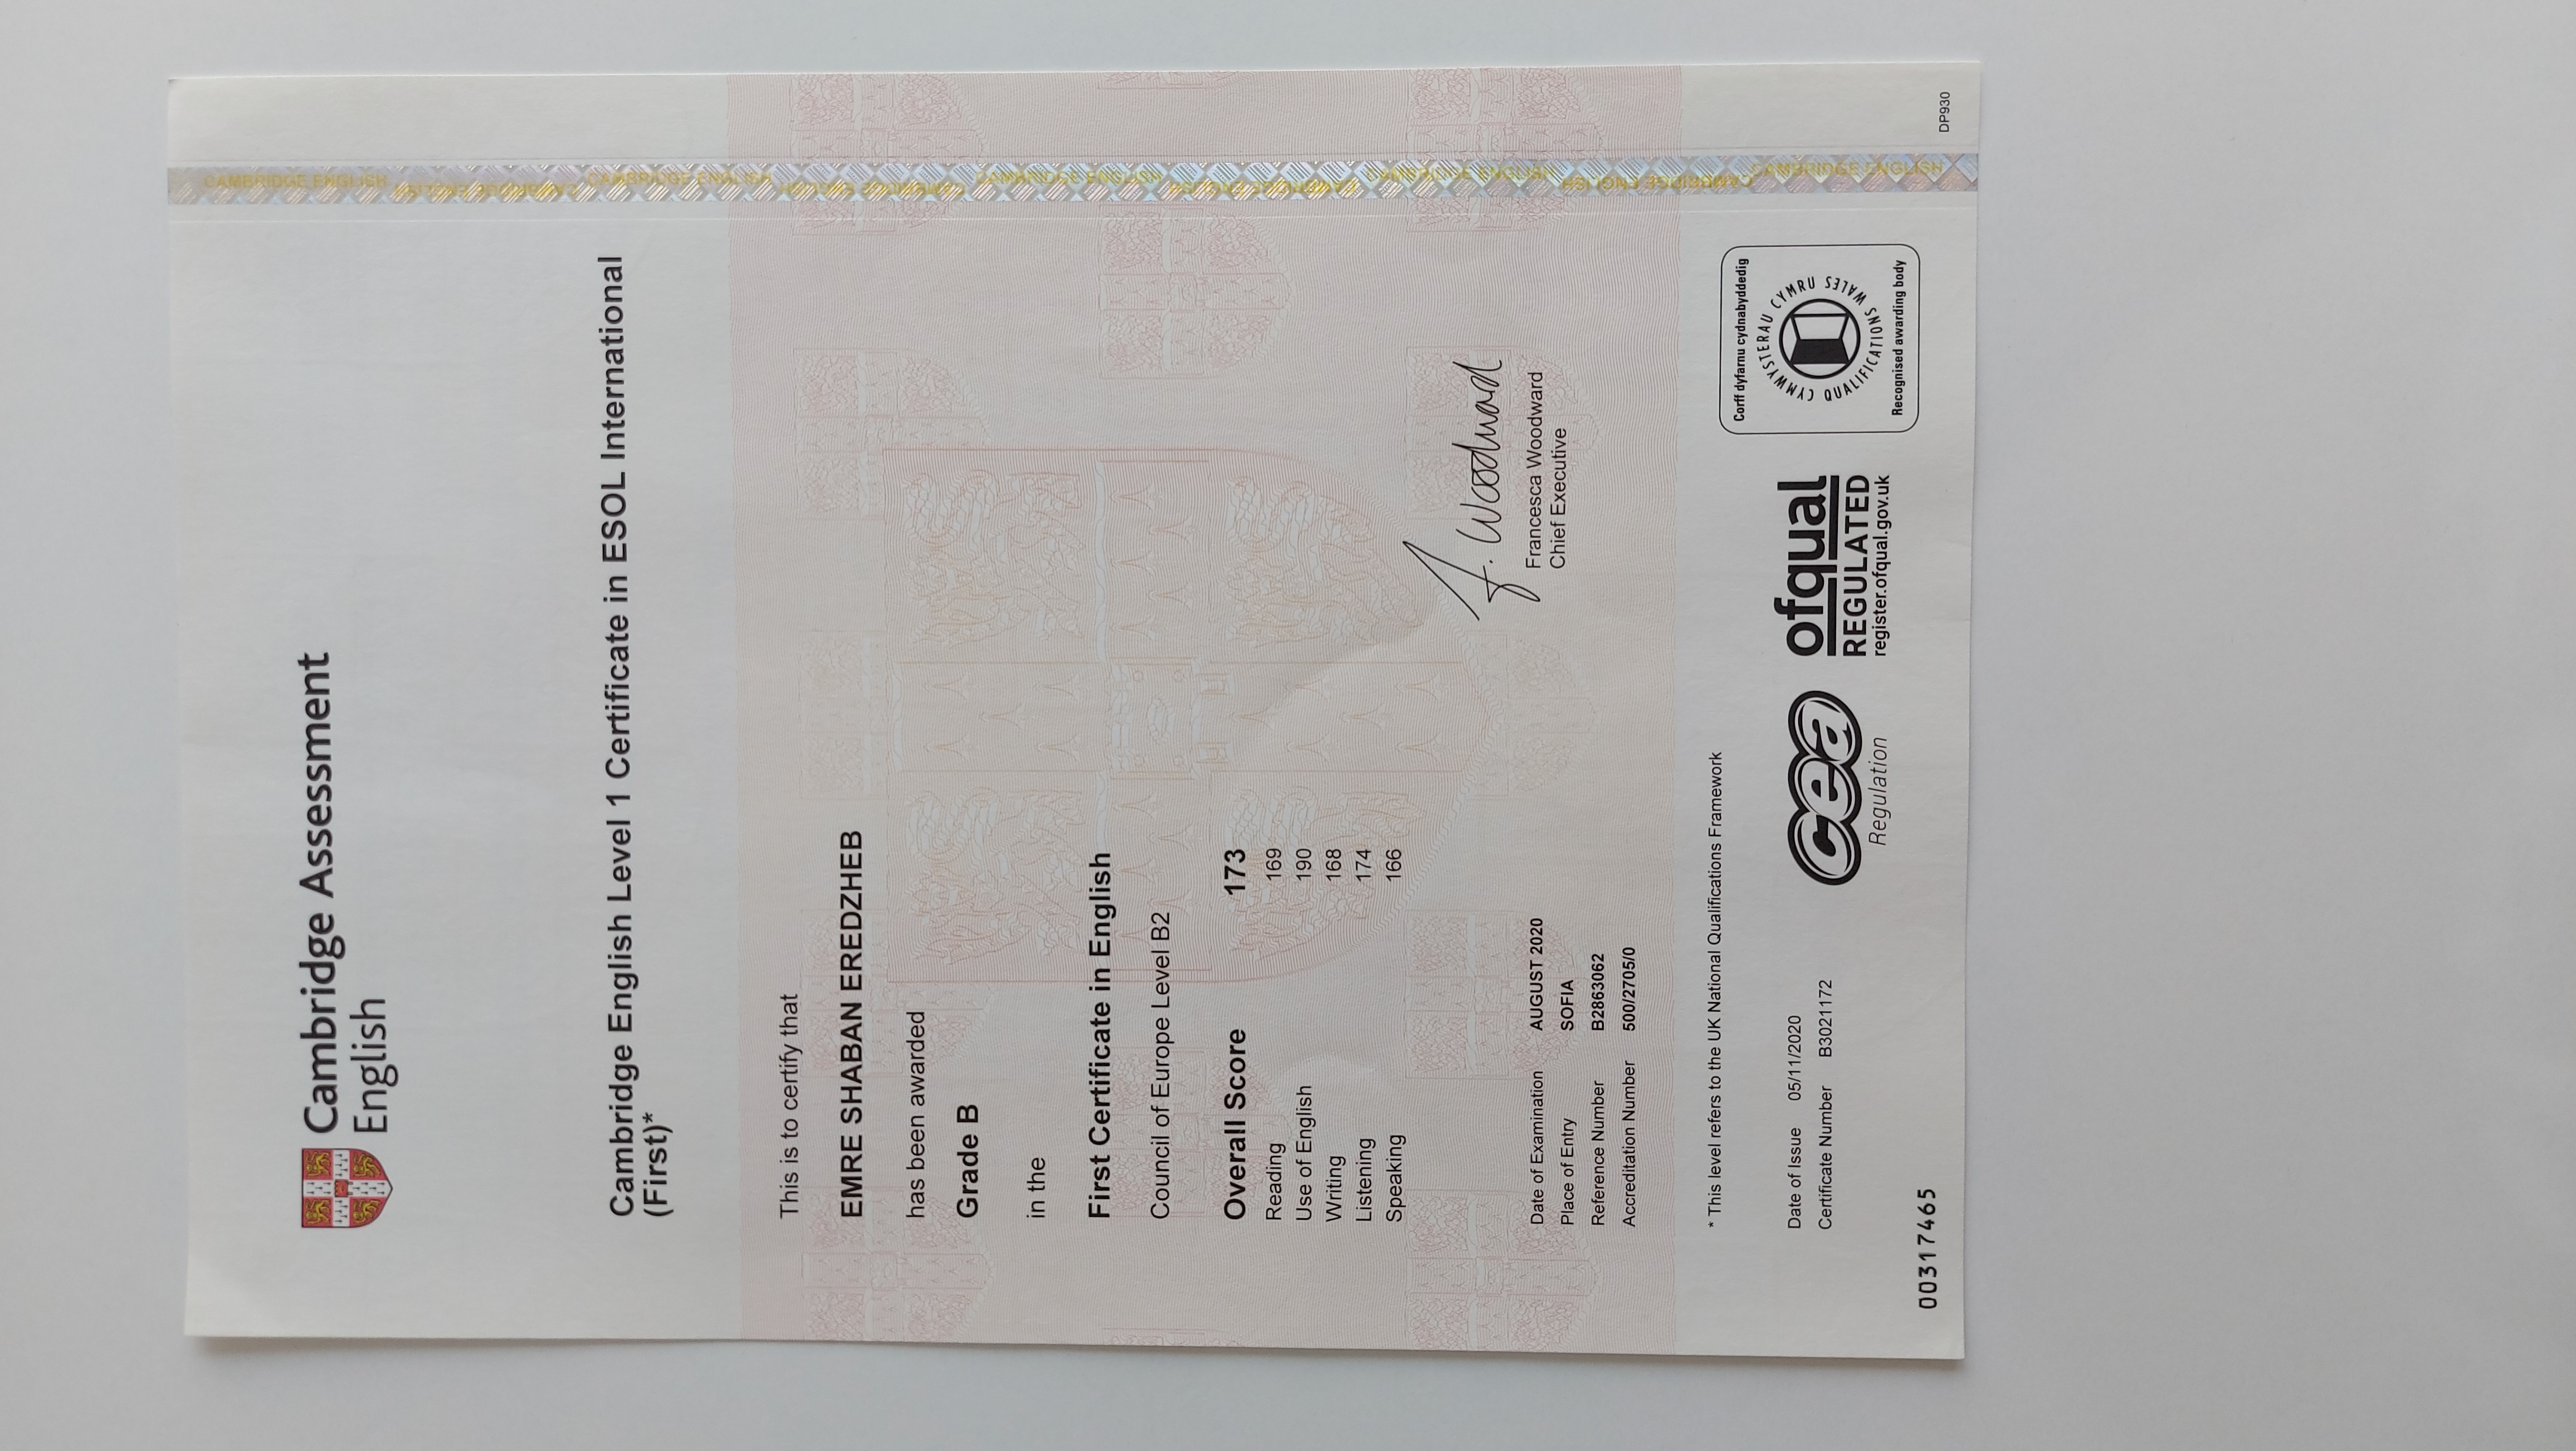 Cambridge Assessment
English
Cambridge English Level 1 Certificate in ESOL International
(First)*
This is to certify that
EMRE SHABAN EREDZHEB
has been awarded
Grade B
in the
First Certificate in English
Council of Europe Level B2
Overall Score 173
Reading 169
Use of English 190
Writing 168
Listening 174
Speaking 166
F. Woodward
Francesca Woodward
Chief Executive
Date of Examination AUGUST 2020
Place of Entry SOFIA
Reference Number B2863062
Accreditation Number 500/2705/0
* This level refers to the UK National Qualifications Framework
Date of Issue 05/11/2020
Certificate Number B3021172
cea
Regulation
ofqual
REGULATED
register.ofqual.gov.uk
Corff dyfarnu cydnabyddedig
CYMWYSTERAU CYMRU
QUALIFICATIONS WALES
Recognised awarding body
00317465
DP930
CAMBRIDGE ENGLISH